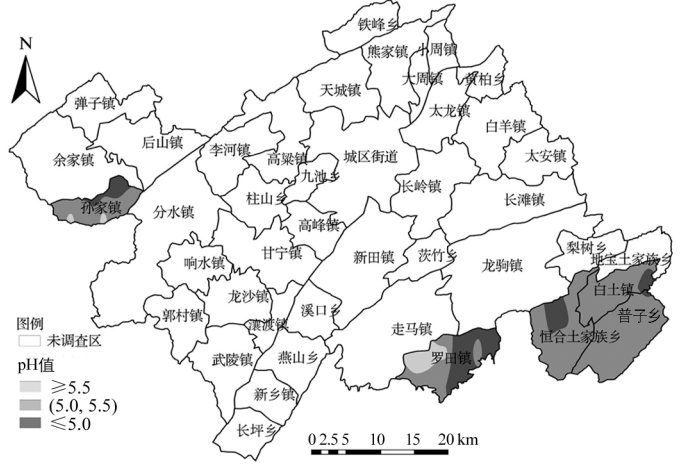 铁峰乡
N
熊家镇
小周镇
大周镇
黄柏乡
天城镇
弹子镇
太龙镇
白羊镇
后山镇
李河镇
高粱镇
城区街道
太安镇
余家镇
九池乡
长岭镇
孙家镇
分水镇
柱山乡
长滩镇
高峰镇
梨树乡
甘宁镇
新田镇
茨竹乡
龙驹镇
地宝土家族乡
响水镇
白土镇
龙沙镇
郭村镇
溪口乡
普子乡
图例
瀼渡镇
走马镇
恒合土家族乡
未调查区
武陵镇
燕山乡
罗田镇
pH值
≥5.5
新乡镇
(5.0, 5.5)
≤5.0
长坪乡
0 2.5 5 10 15 20 km